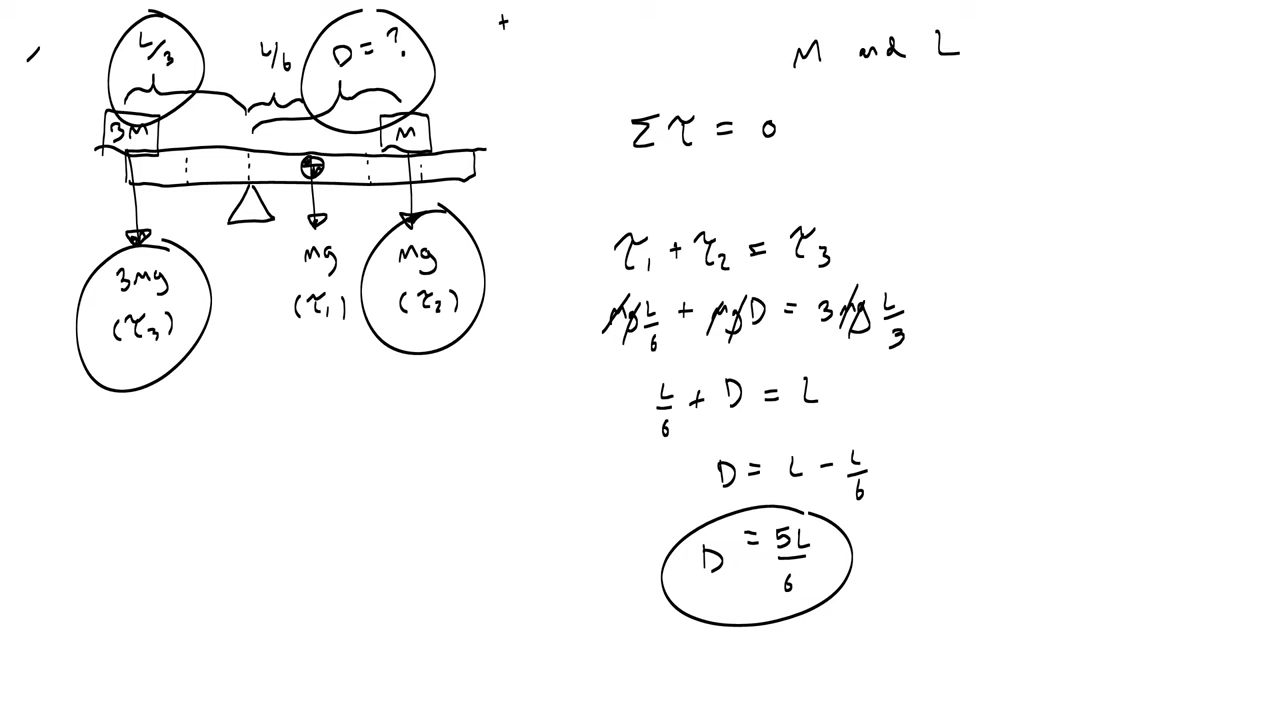 L/3 L/6 D = ?
3M M
3mg
(τ₃)
mg
(τ₁)
mg
(τ₂)
M and L
Στ = 0
τ₁ + τ₂ = τ₃
mg L/6 + mg D = 3 mg L/3
L/6 + D = L
D = L - L/6
D = 5L/6